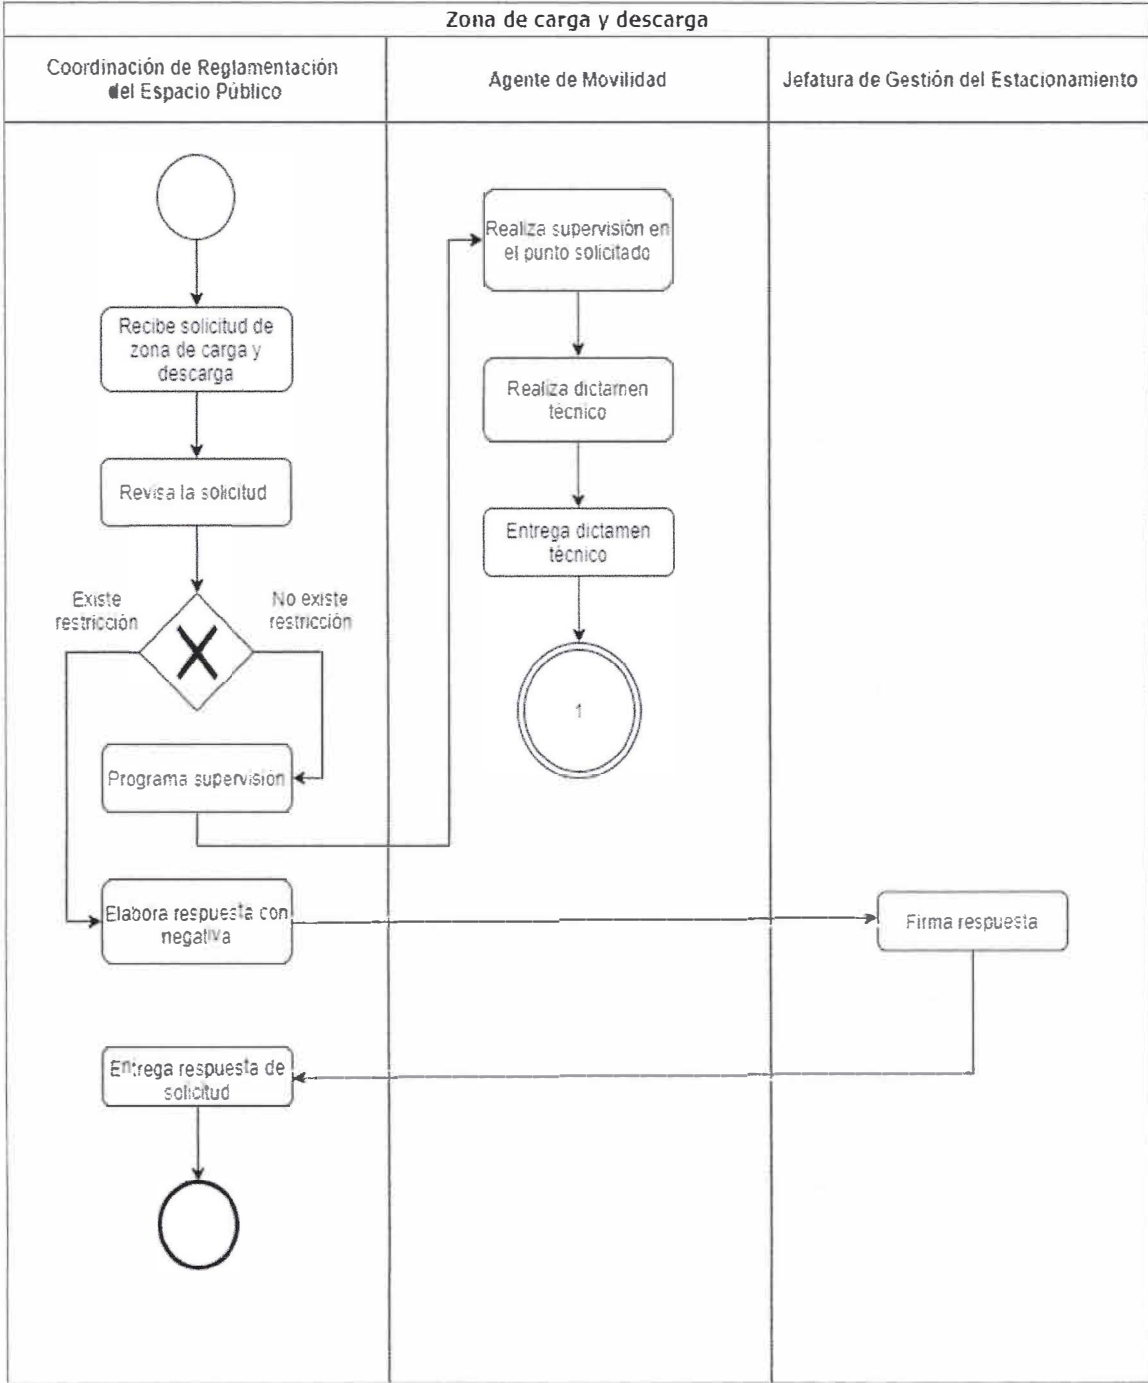 Zona de carga y descarga
Coordinación de Reglamentación
del Espacio Público
Agente de Movilidad
Jefatura de Gestión del Estacionamiento
Recibe solicitud de
zona de carga y
descarga
Revisa la solicitud
Existe
restricción
No existe
restricción
Programa supervisión
Elabora respuesta con
negativa
Entrega respuesta de
solicitud
Realiza supervisión en
el punto solicitado
Realiza dictamen
técnico
Entrega dictamen
técnico
1
Firma respuesta